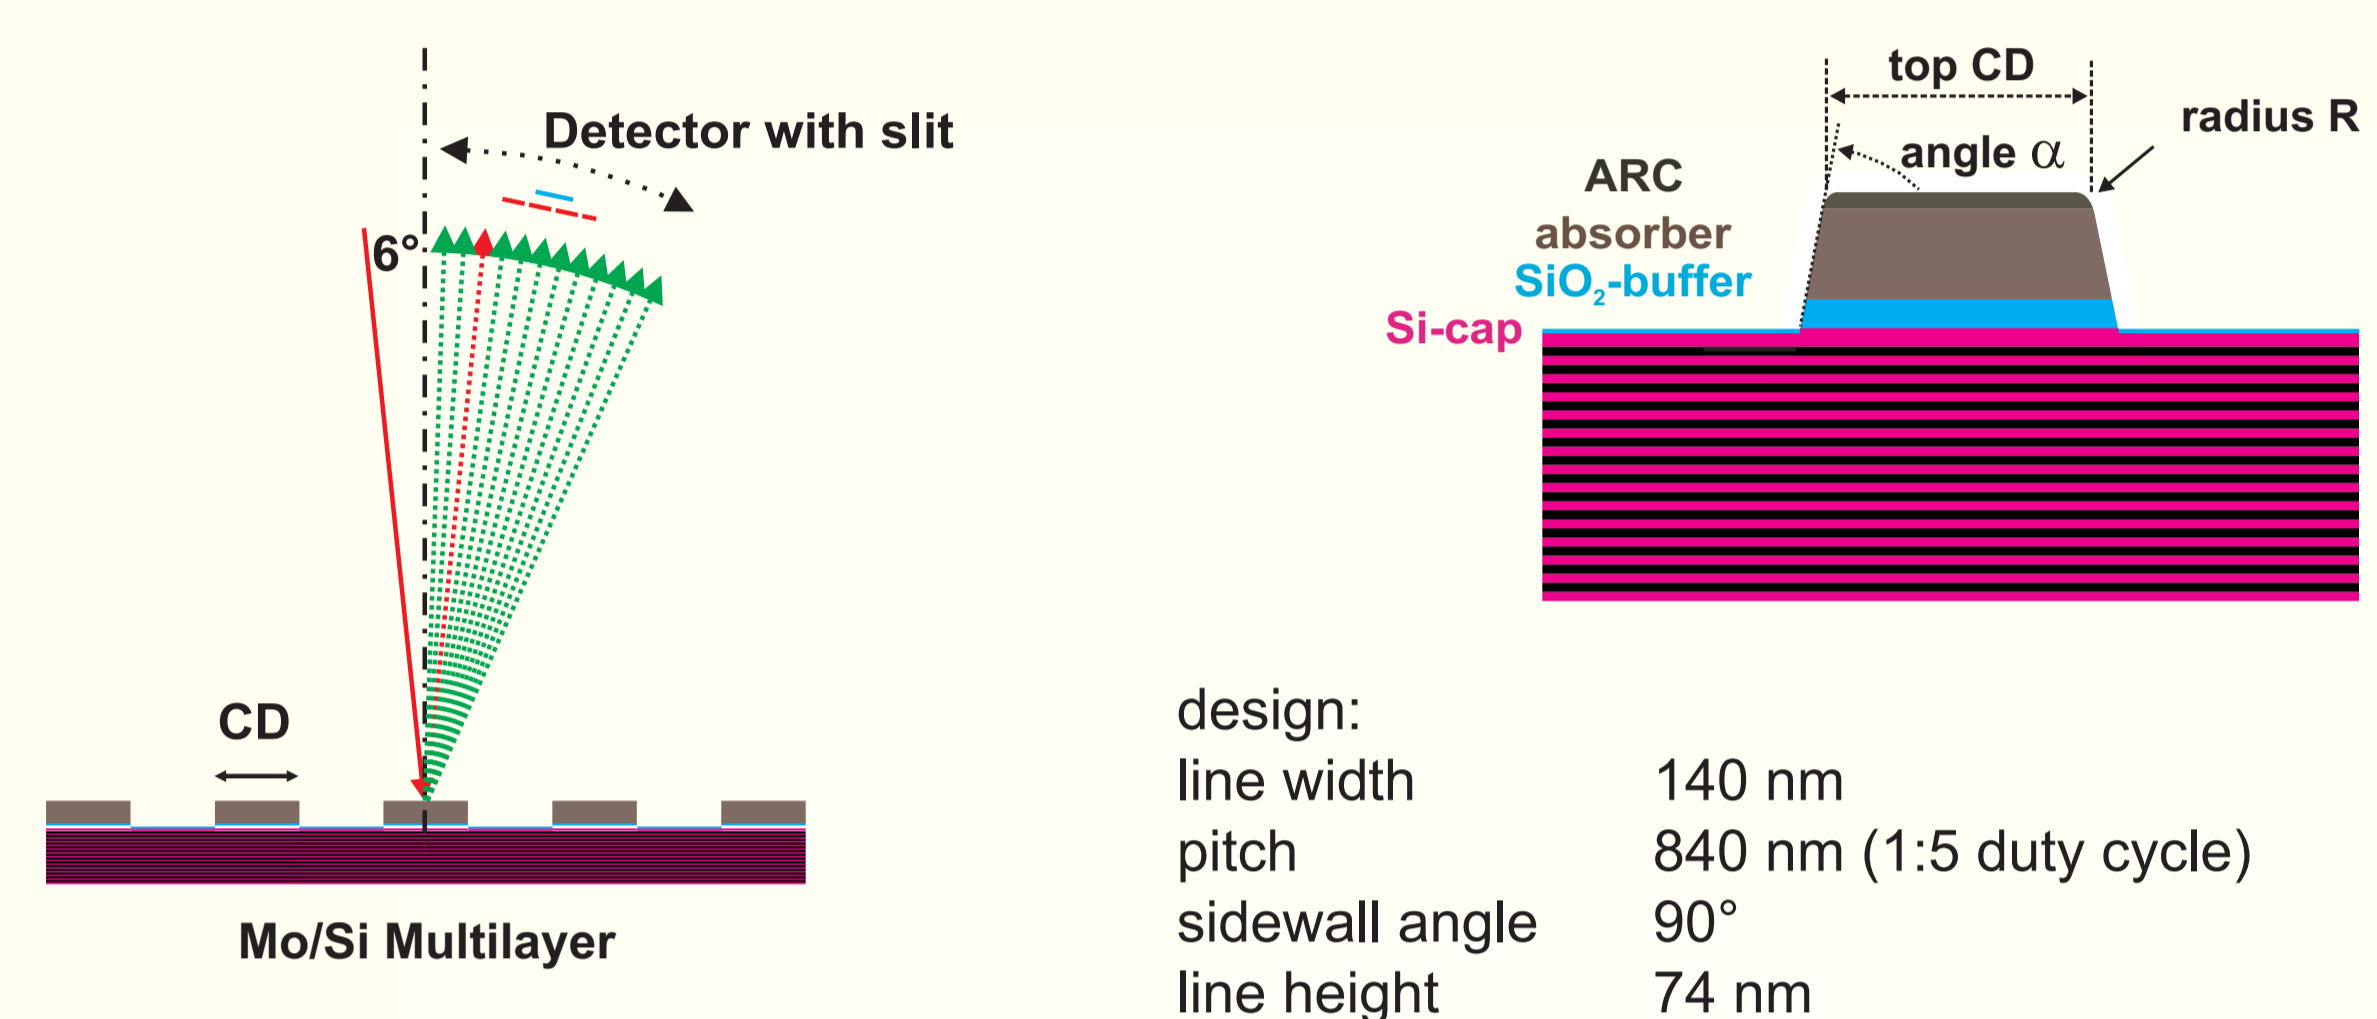 Detector with slit
6°
CD
Mo/Si Multilayer
top CD
radius R
angle α
ARC
absorber
SiO₂-buffer
Si-cap
design:
line width 140 nm
pitch 840 nm (1:5 duty cycle)
sidewall angle 90°
line height 74 nm